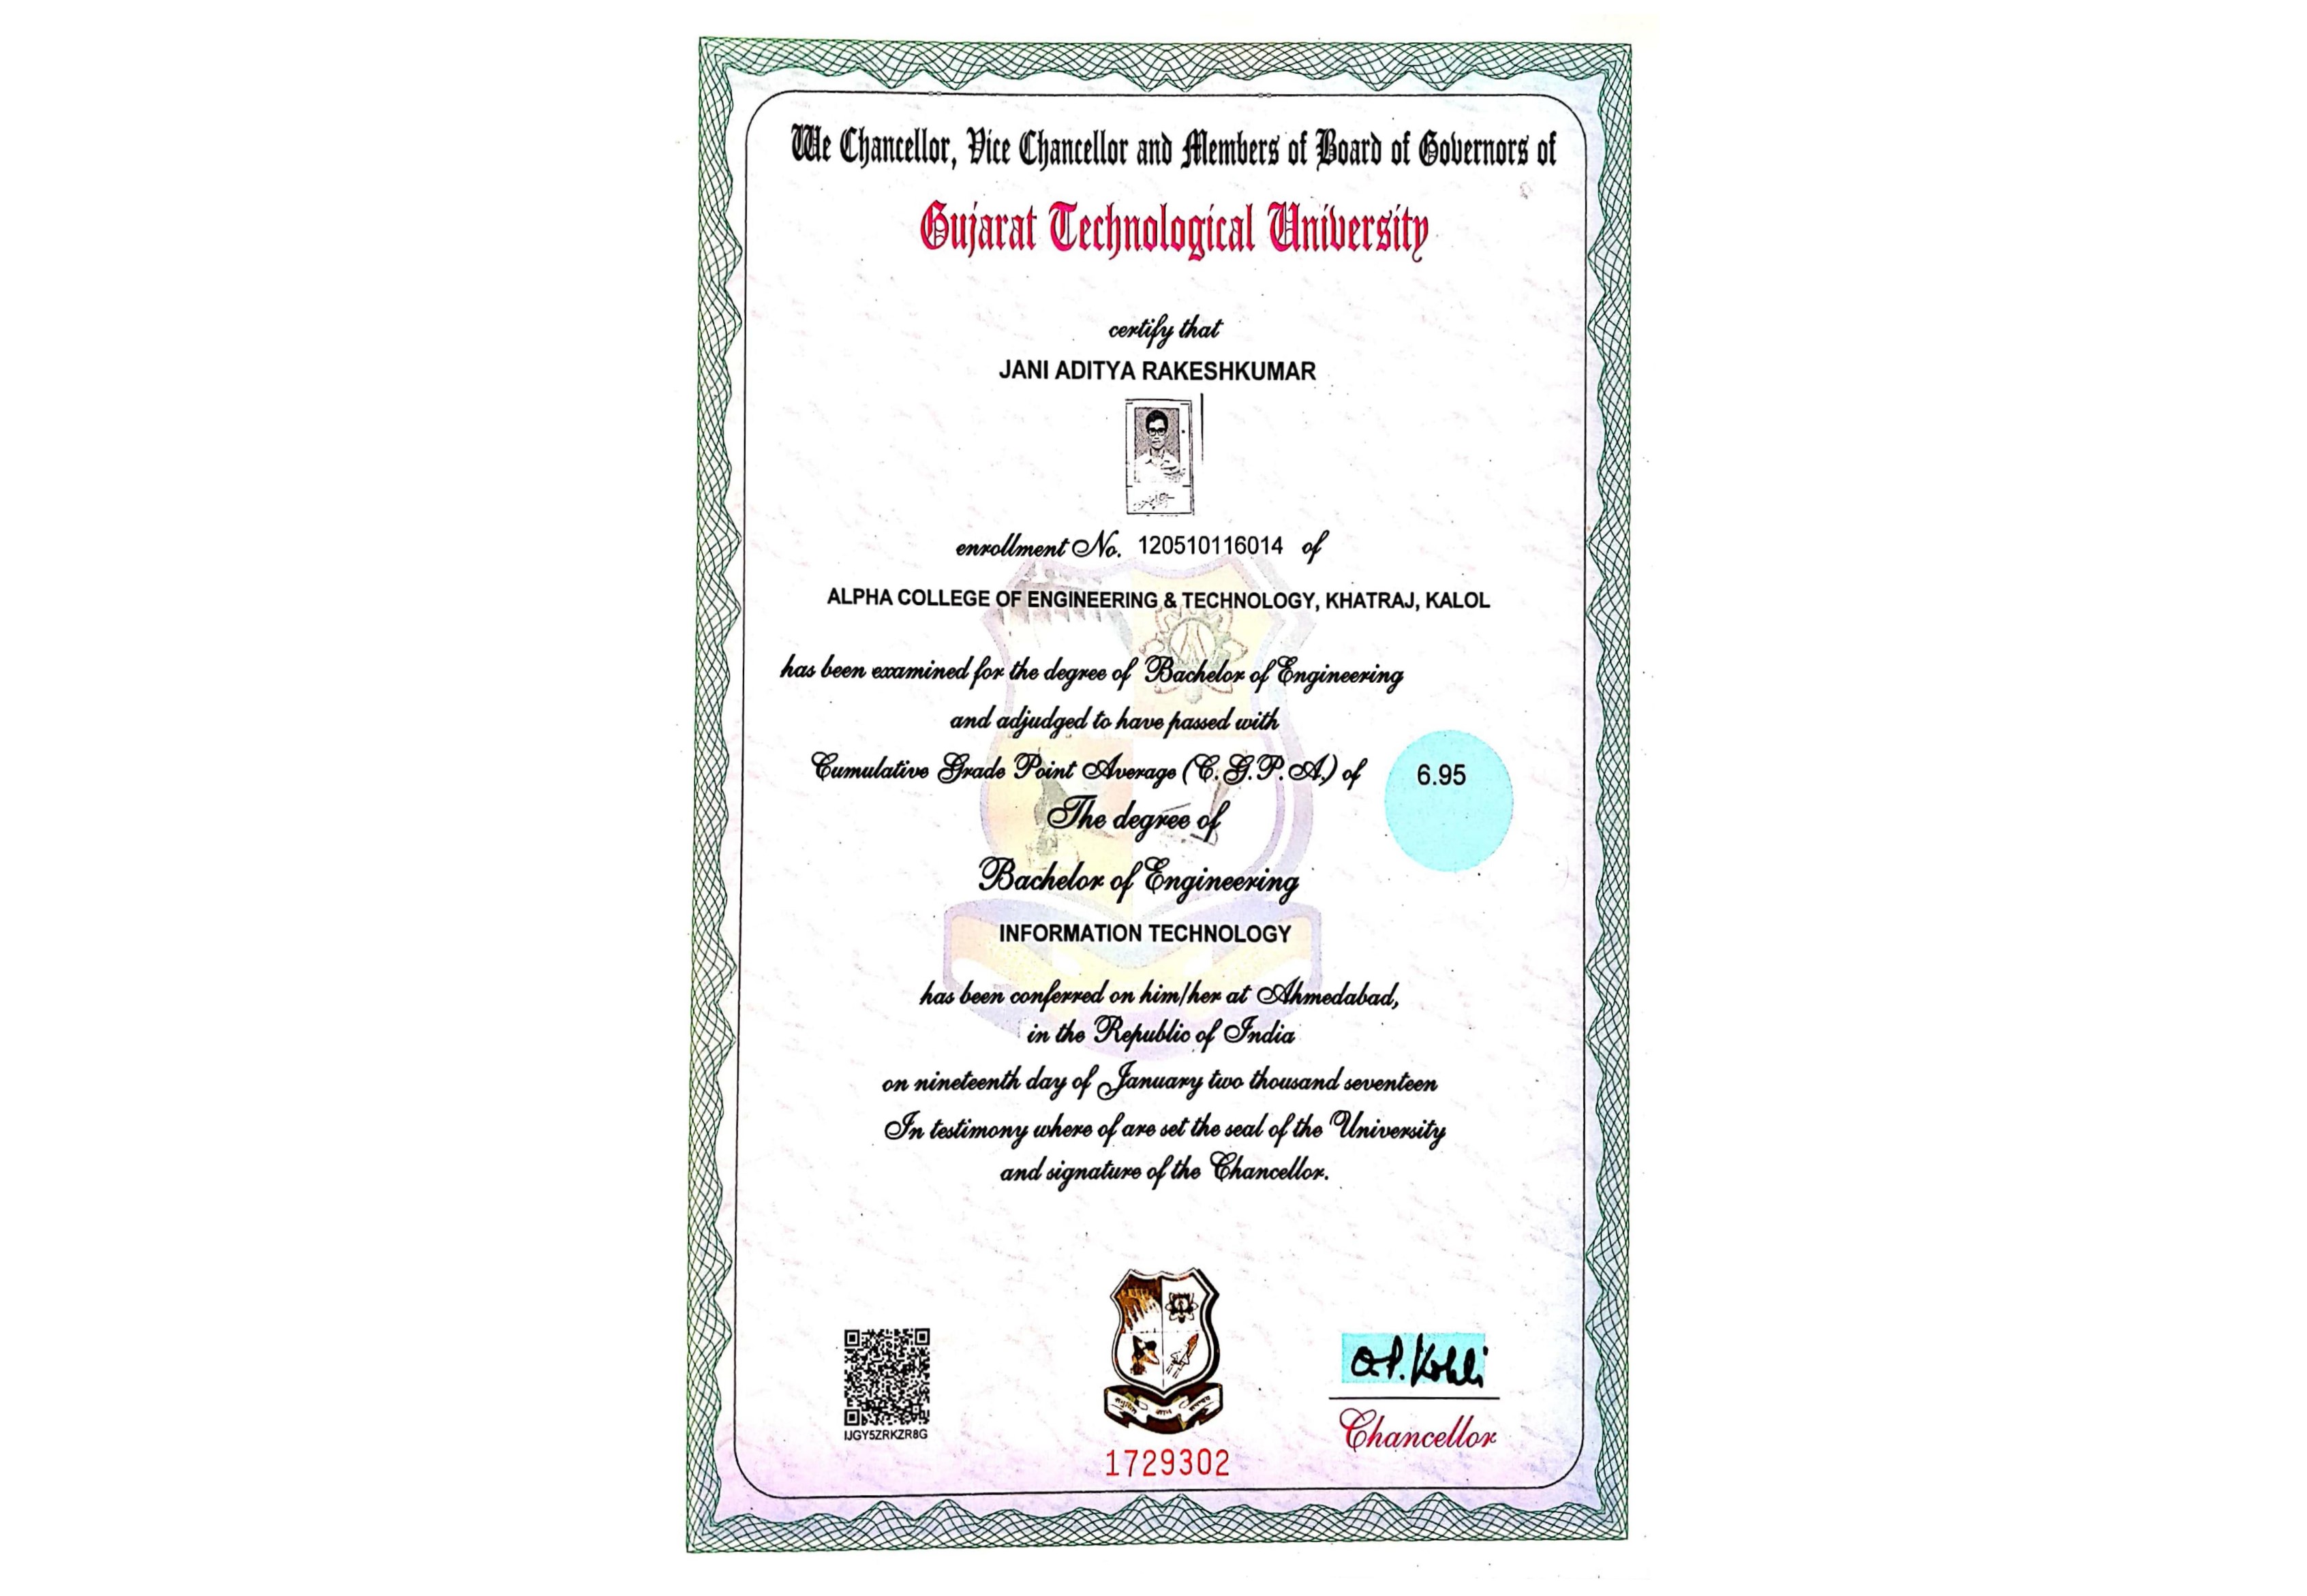 We Chancellor, Vice Chancellor and Members of Board of Governors of
Gujarat Technological University
certify that
JANI ADITYA RAKESHKUMAR
enrollment No. 120510116014 of
ALPHA COLLEGE OF ENGINEERING & TECHNOLOGY, KHATRAJ, KALOL
has been examined for the degree of Bachelor of Engineering
and adjudged to have passed with
Cumulative Grade Point Average (C.G.P.A.) of 6.95
The degree of
Bachelor of Engineering
INFORMATION TECHNOLOGY
has been conferred on him/her at Ahmedabad,
in the Republic of India
on nineteenth day of January two thousand seventeen
In testimony where of are set the seal of the University
and signature of the Chancellor.
O.P. Kohli
IJGY5ZRKZR8G
Chancellor
1729302